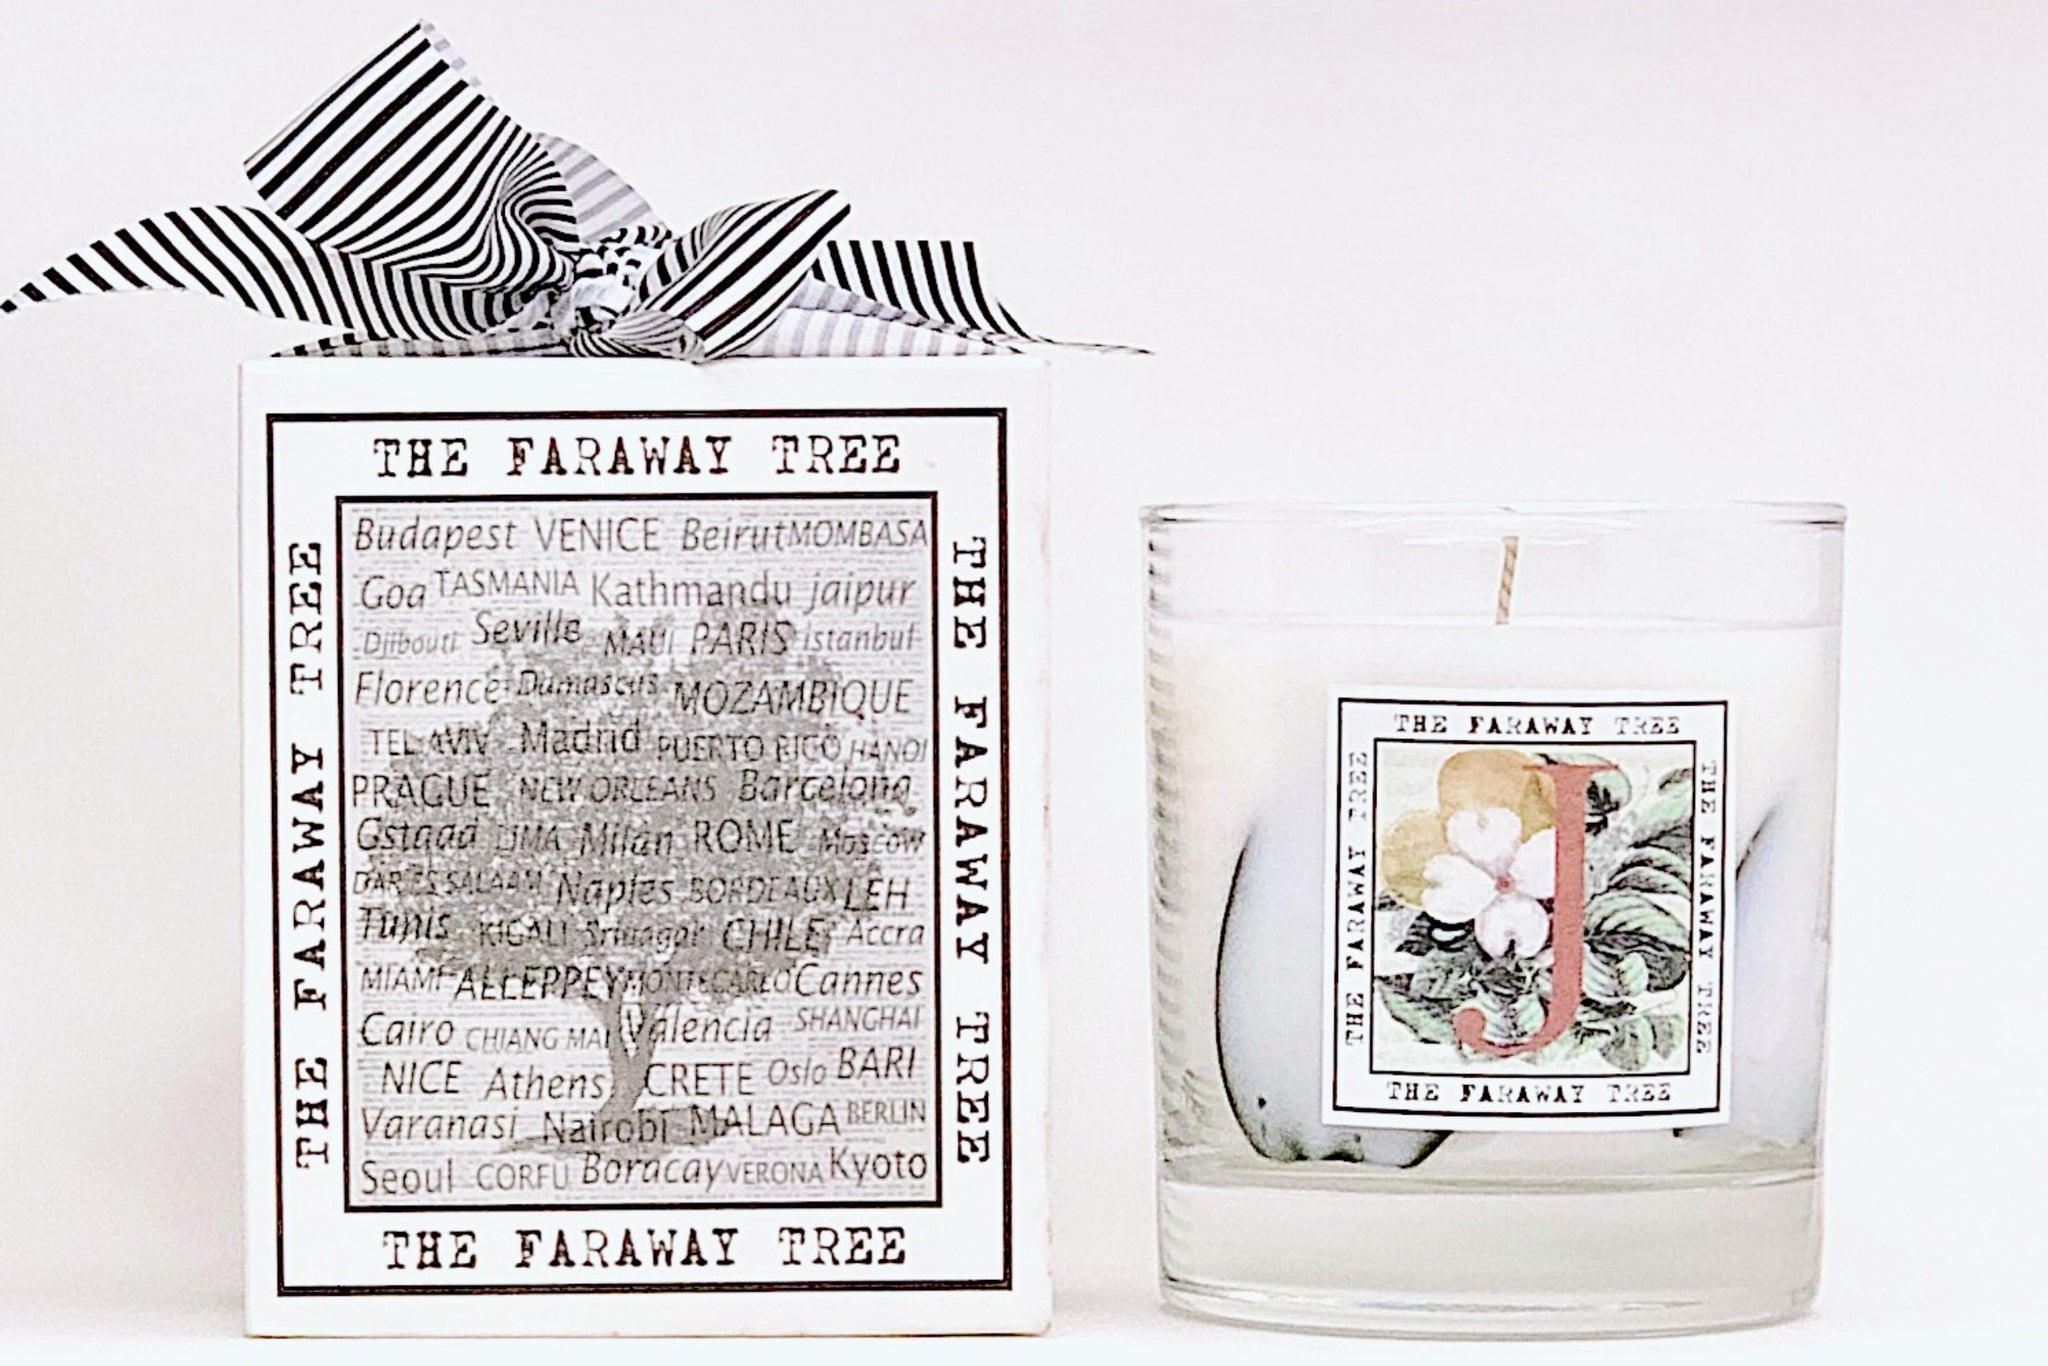 THE FARAWAY TREE
THE FARAWAY TREE
THE FARAWAY TREE
Budapest VENICE Beirut MOMBASA
Goa TASMANIA Kathmandu jaipur
Djibouti Seville MAUI PARIS istanbul
Florence Damascus MOZAMBIQUE
TEL AVIV Madrid PUERTO RICO HANOI
PRAGUE NEW ORLEANS Barcelona
Gstaad LIMA Milan ROME Moscow
DAR ES SALAAM Naples BORDEAUX LEH
Tunis KIGALI Srinagar CHILE Accra
MIAMI ALLEPPEY MONTECARLO Cannes
Cairo CHIANG MAI Valencia SHANGHAI
NICE Athens CRETE Oslo BARI
Varanasi Nairobi MALAGA BERLIN
Seoul CORFU Boracay VERONA Kyoto
THE FARAWAY TREE
THE FARAWAY TREE
THE FARAWAY TREE
J
THE FARAWAY TREE
THE FARAWAY TREE